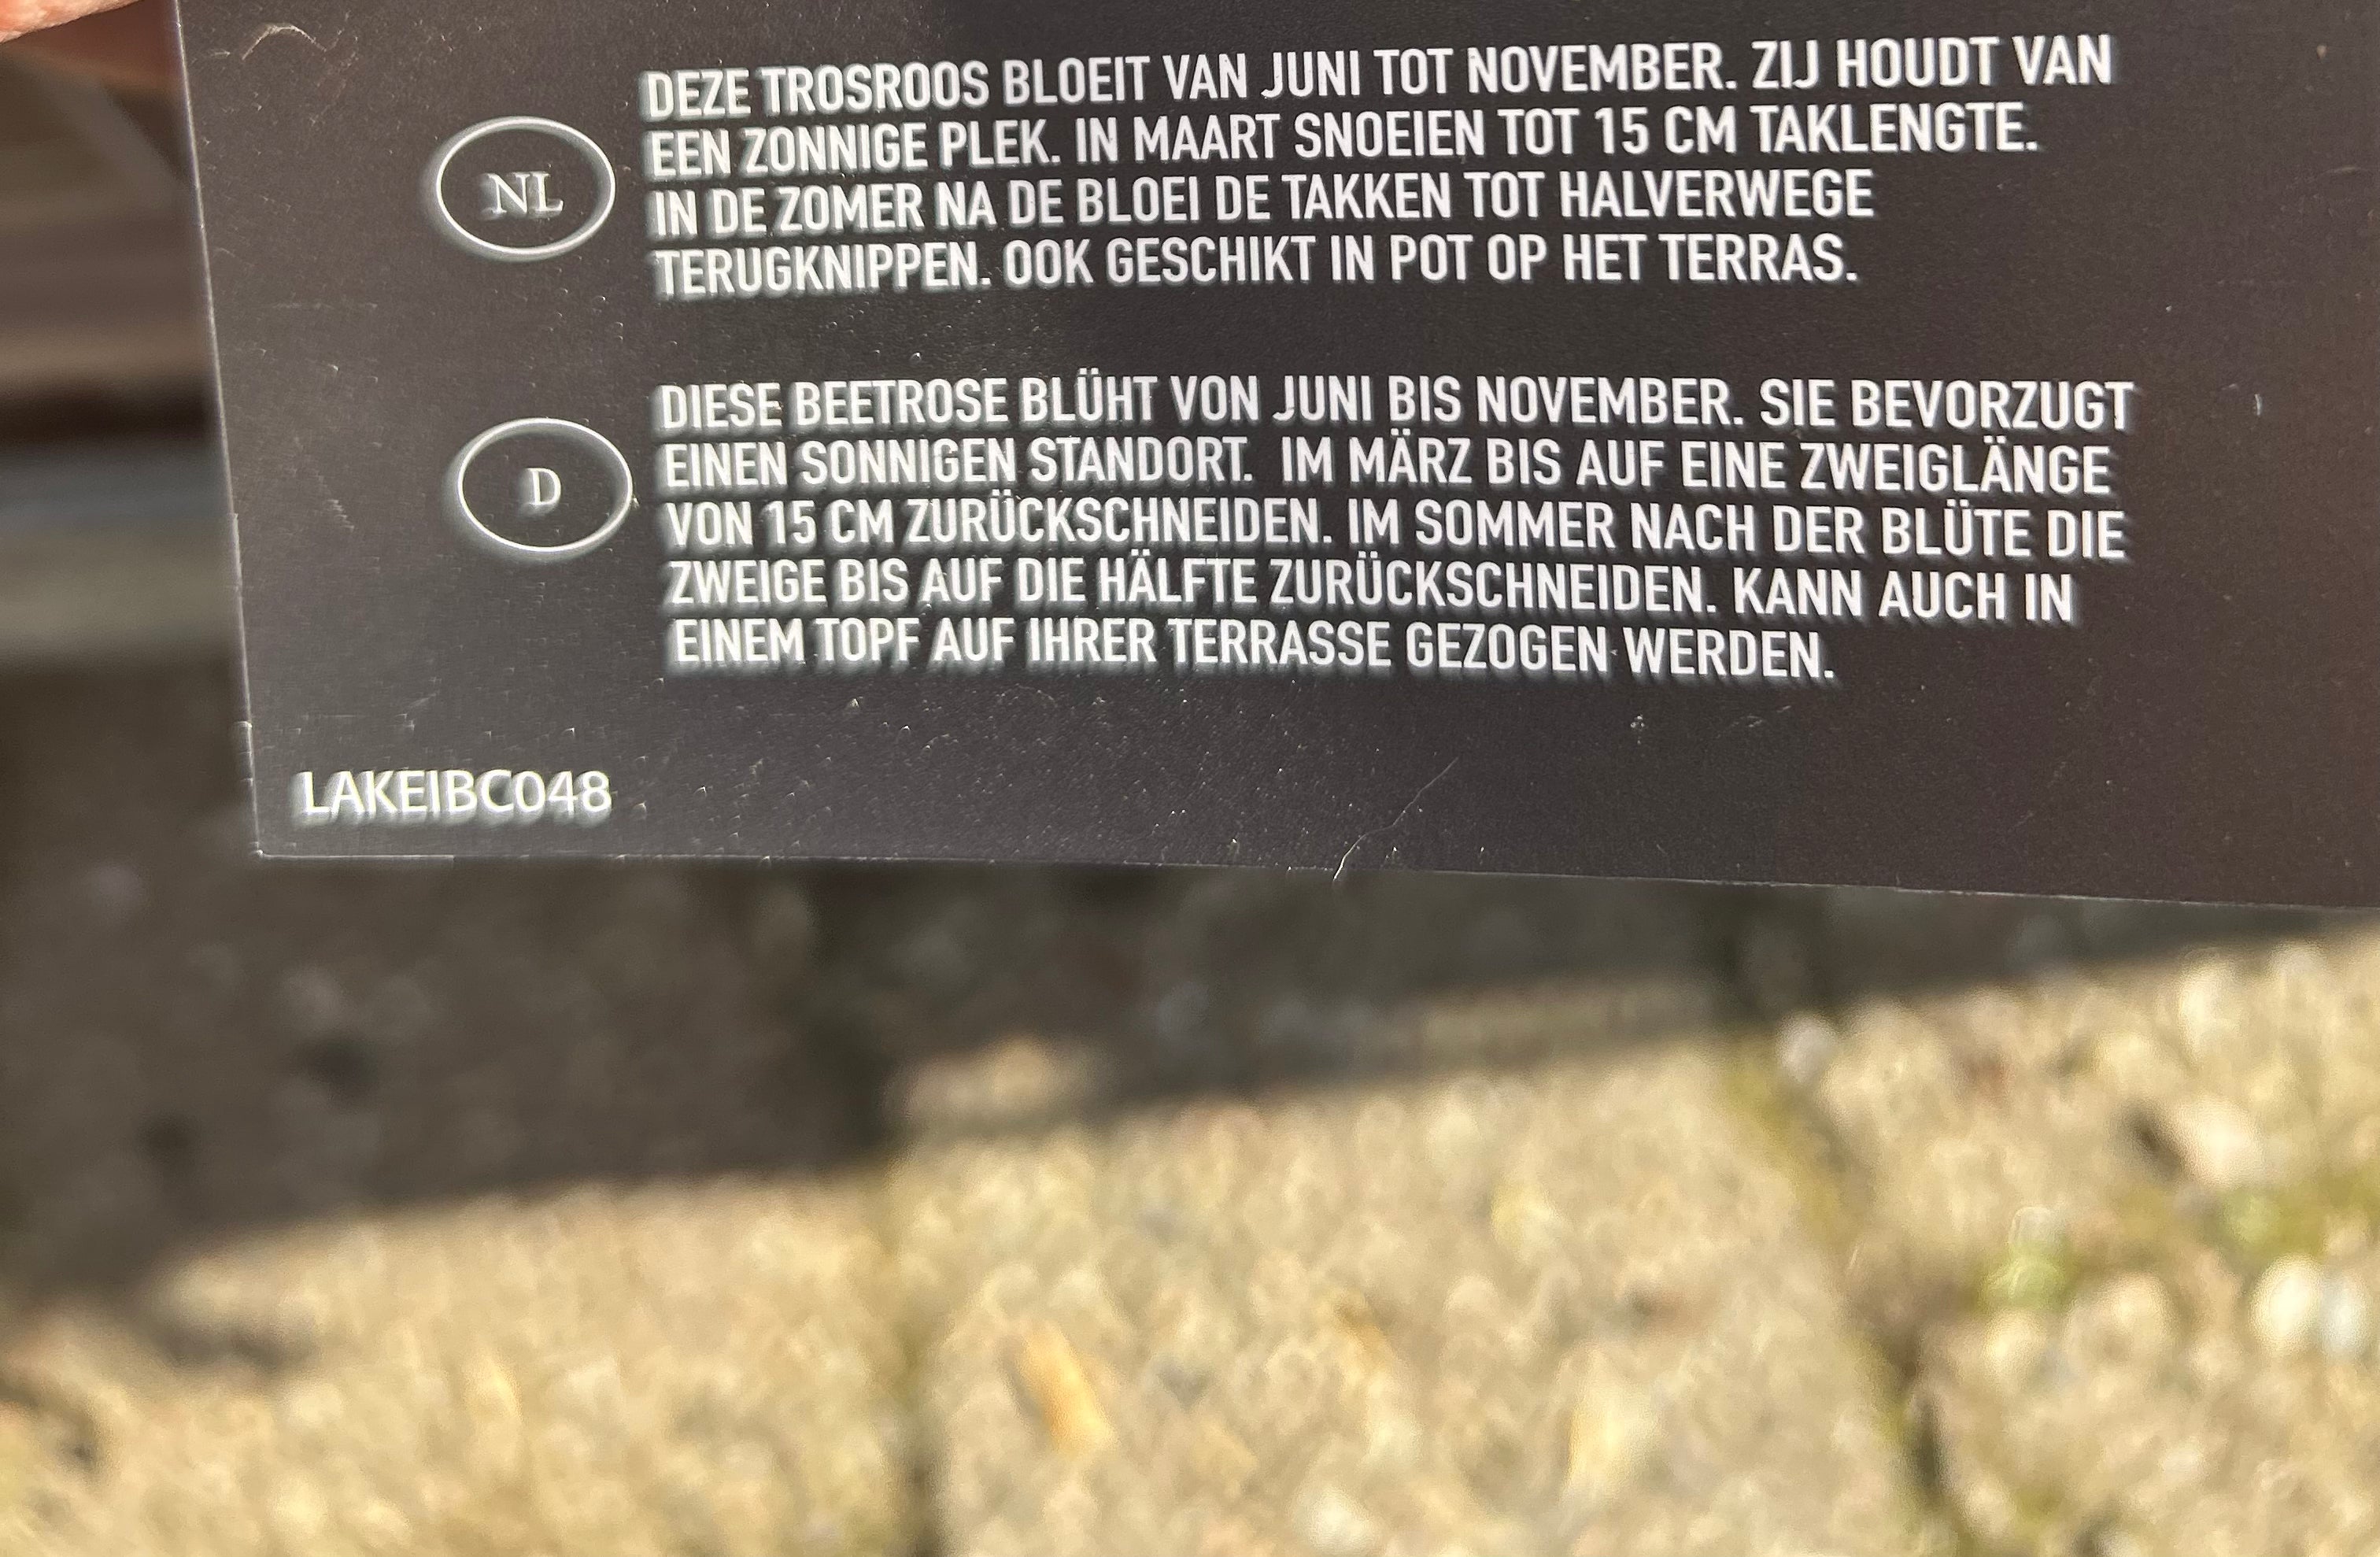 NL
DEZE TROSROOS BLOEIT VAN JUNI TOT NOVEMBER. ZIJ HOUDT VAN
EEN ZONNIGE PLEK. IN MAART SNOEIEN TOT 15 CM TAKLENGTE.
IN DE ZOMER NA DE BLOEI DE TAKKEN TOT HALVERWEGE
TERUGKNIPPEN. OOK GESCHIKT IN POT OP HET TERRAS.
D
DIESE BEETROSE BLÜHT VON JUNI BIS NOVEMBER. SIE BEVORZUGT
EINEN SONNIGEN STANDORT. IM MÄRZ BIS AUF EINE ZWEIGLÄNGE
VON 15 CM ZURÜCKSCHNEIDEN. IM SOMMER NACH DER BLÜTE DIE
ZWEIGE BIS AUF DIE HÄLFTE ZURÜCKSCHNEIDEN. KANN AUCH IN
EINEM TOPF AUF IHRER TERRASSE GEZOGEN WERDEN.
LAKEIBC048